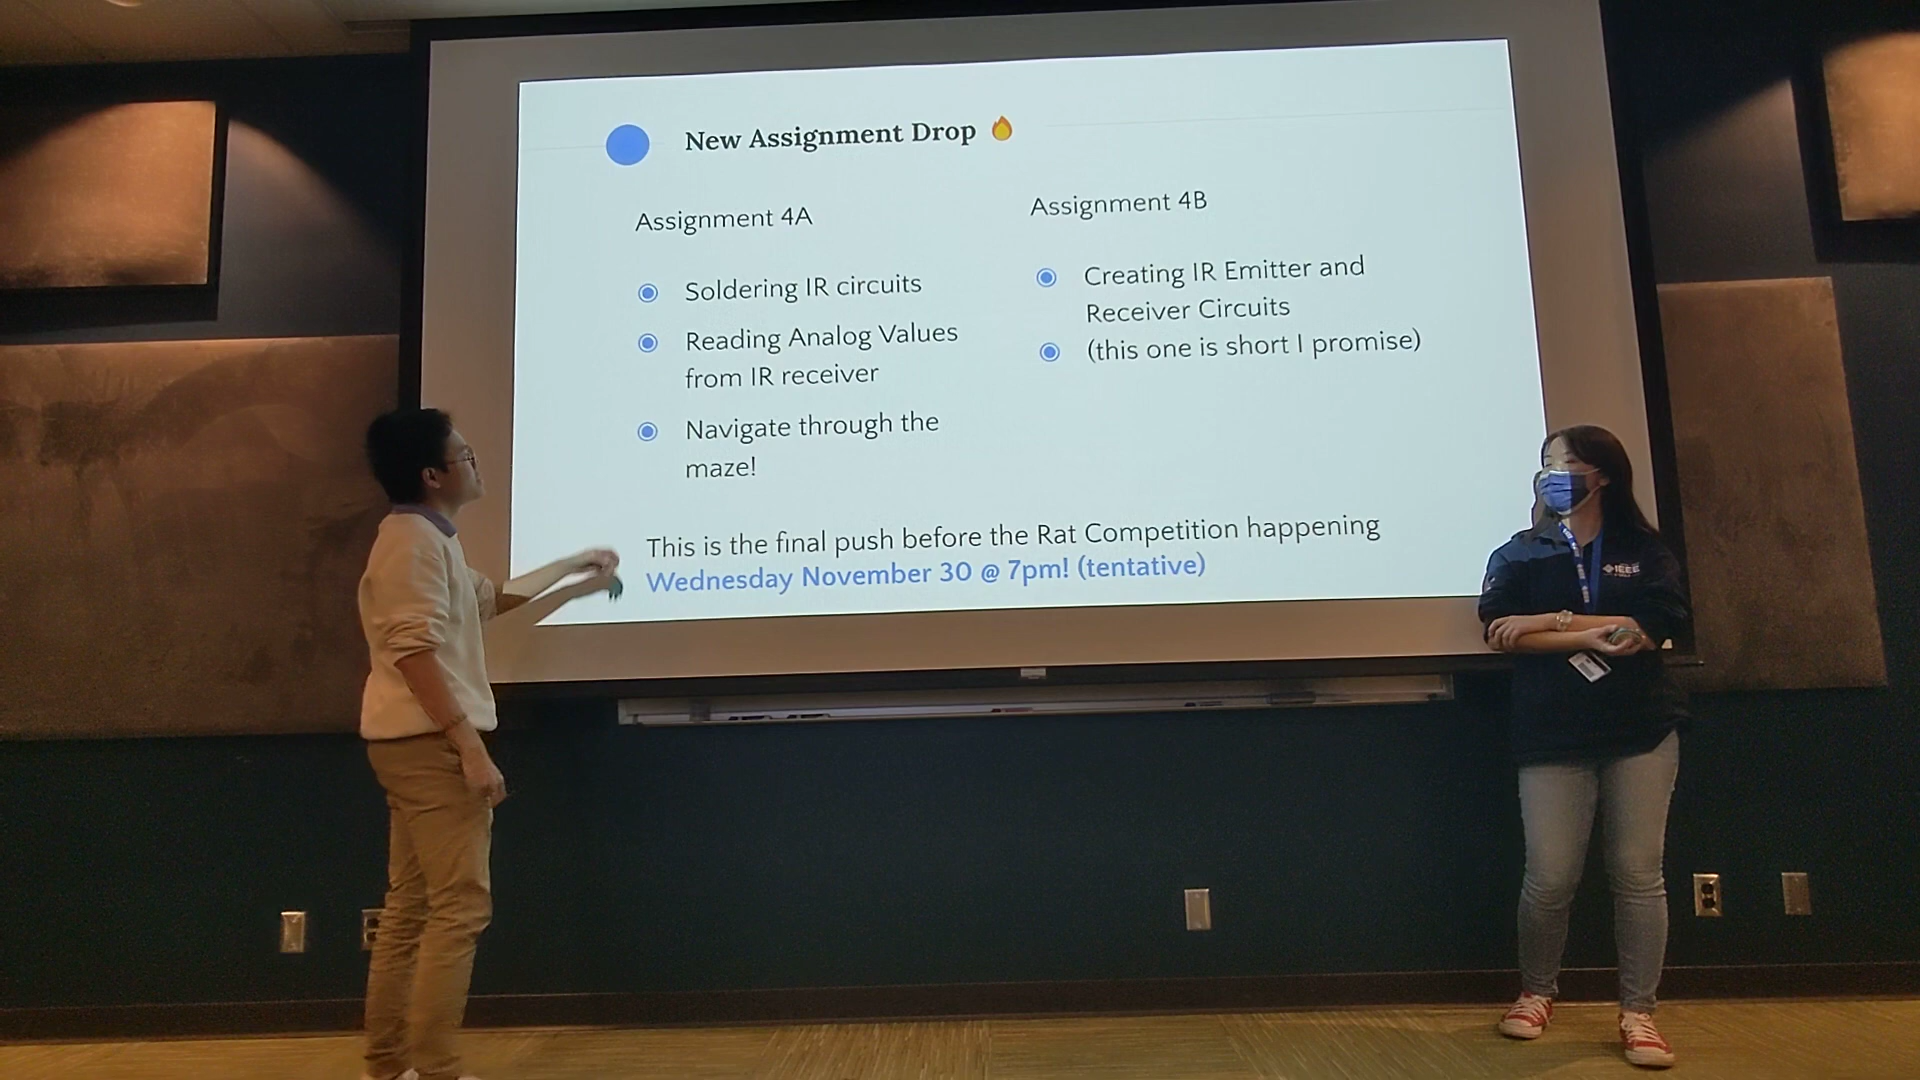 New Assignment Drop 🔥
Assignment 4A
Soldering IR circuits
Reading Analog Values
from IR receiver
Navigate through the
maze!
Assignment 4B
Creating IR Emitter and
Receiver Circuits
(this one is short I promise)
This is the final push before the Rat Competition happening
Wednesday November 30 @ 7pm! (tentative)
IEEE